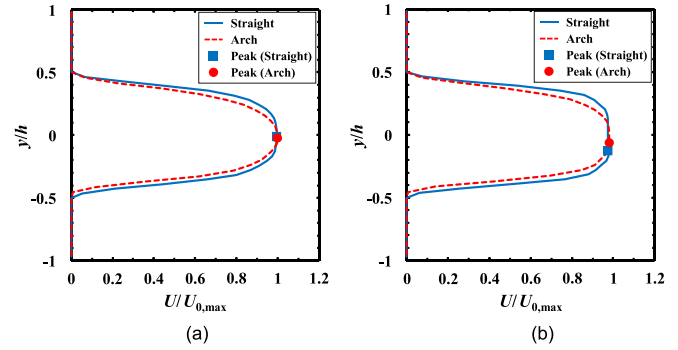 Straight
Arch
Peak (Straight)
Peak (Arch)
1
0.5
0
-0.5
-1
y/h
0 0.2 0.4 0.6 0.8 1 1.2
U/U0,max
(a)
Straight
Arch
Peak (Straight)
Peak (Arch)
1
0.5
0
-0.5
-1
y/h
0 0.2 0.4 0.6 0.8 1 1.2
U/U0,max
(b)